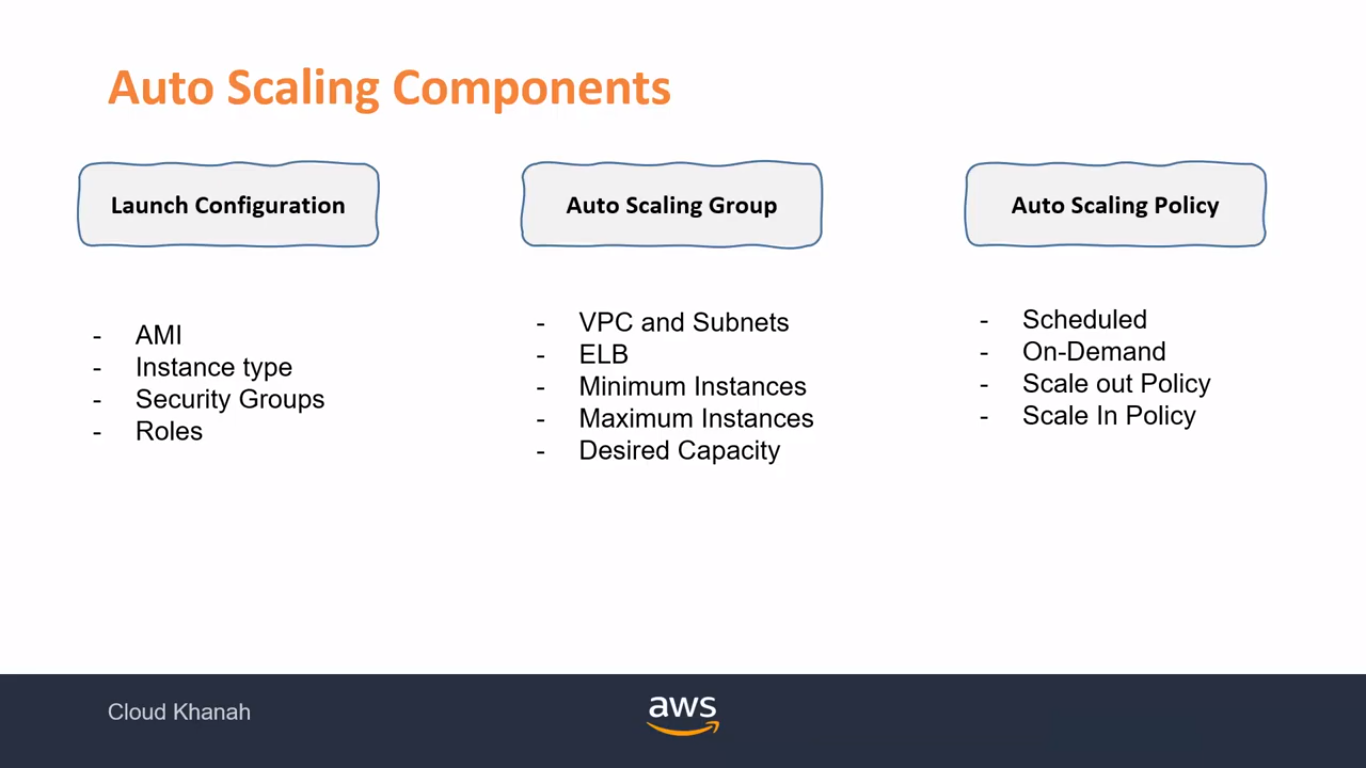 Auto Scaling Components
Launch Configuration
- AMI
- Instance type
- Security Groups
- Roles
Auto Scaling Group
- VPC and Subnets
- ELB
- Minimum Instances
- Maximum Instances
- Desired Capacity
Auto Scaling Policy
- Scheduled
- On-Demand
- Scale out Policy
- Scale In Policy
Cloud Khanah
aws